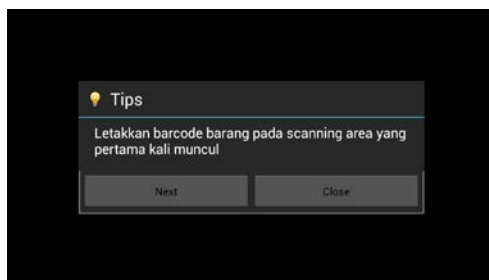 Tips
Letakkan barcode barang pada scanning area yang
pertama kali muncul
Next
Close